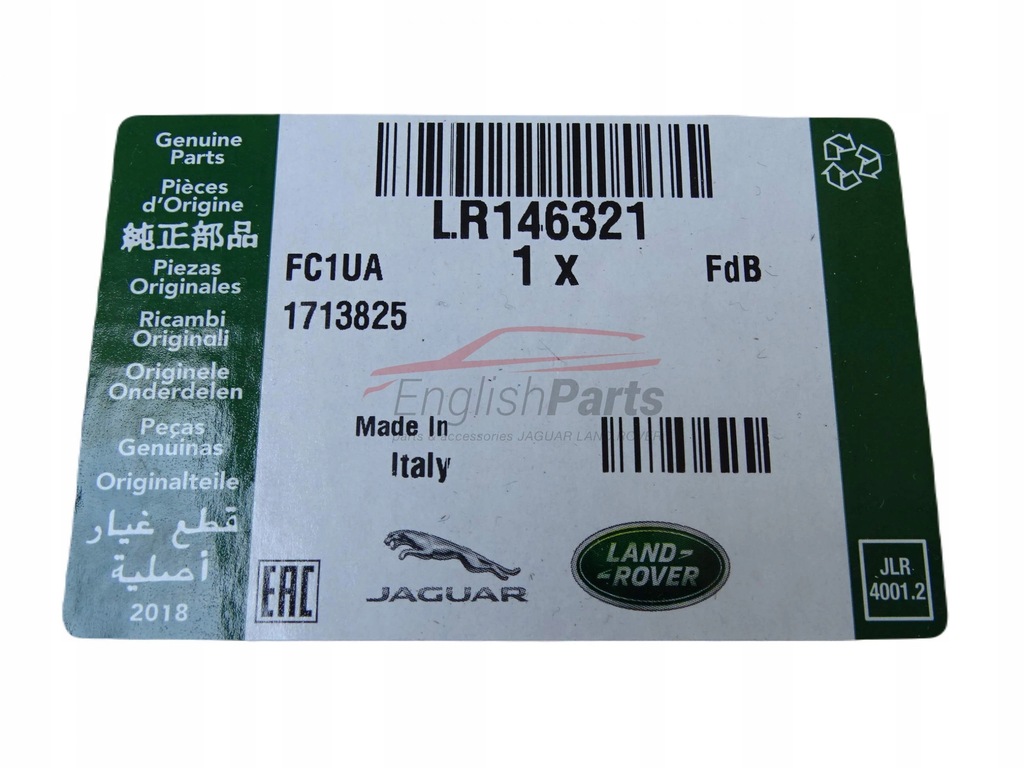 Genuine
Parts
Pièces
d'Origine
純正部品
Piezas
Originales
Ricambi
Originali
Originele
Onderdelen
Peças
Genuinas
Originalteile
قطع غيار
أصلية
2018
LR146321
FC1UA
1 x
FdB
1713825
EnglishParts
parts & accessories JAGUAR LAND ROVER
Made In
Italy
EAC
JAGUAR
LAND-
-ROVER
JLR
4001.2